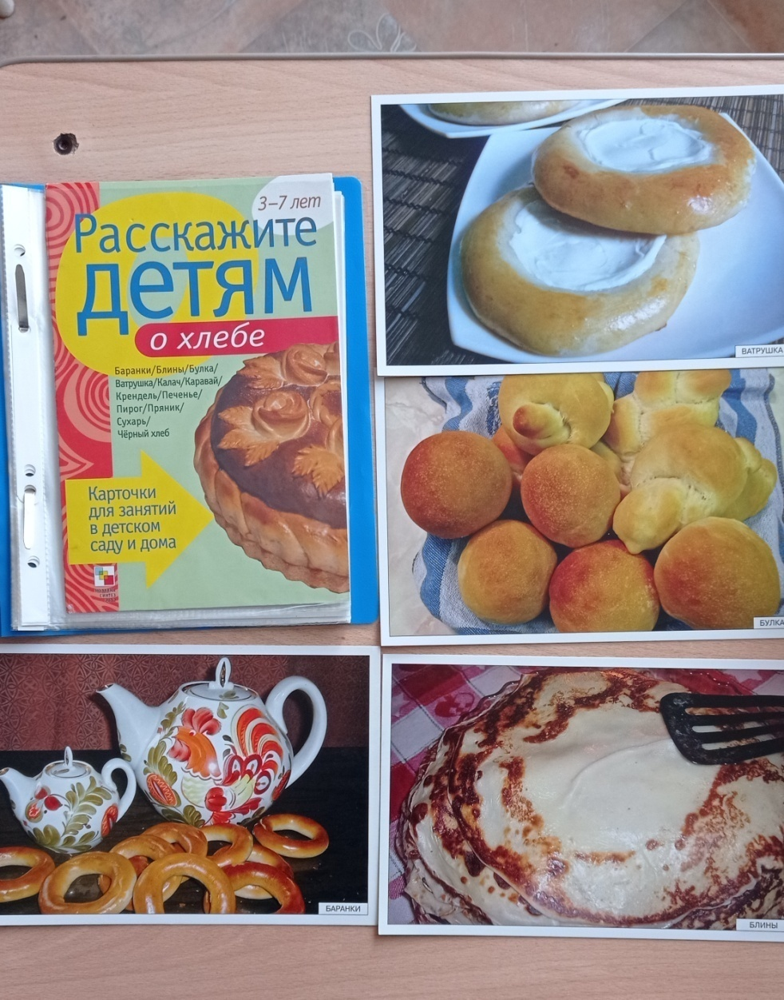 3–7 лет
Расскажите
детям
о хлебе
Баранки/Блины/Булка/
Ватрушка/Калач/Каравай/
Крендель/Печенье/
Пирог/Пряник/
Сухарь/
Чёрный хлеб
Карточки
для занятий
в детском
саду и дома
ВАТРУШКА
БУЛКА
БАРАНКИ
БЛИНЫ